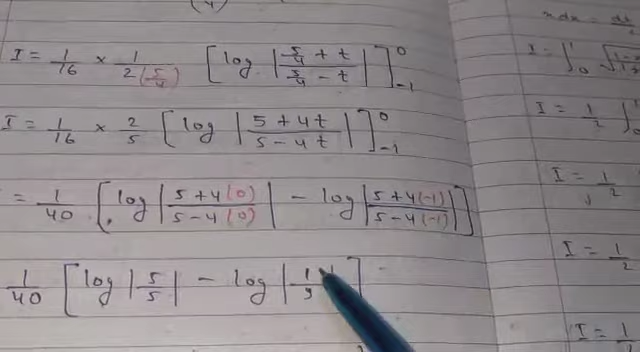 I = 1/16 × 1/2(5/4) [log |(5/4 + t)/(5/4 - t)|]_{-1}^{0}
I = 1/16 × 2/5 [log |(5 + 4t)/(5 - 4t)|]_{-1}^{0}
= 1/40 [log |(5 + 4(0))/(5 - 4(0))| - log |(5 + 4(-1))/(5 - 4(-1))|]
1/40 [log |5/5| - log |1/9|]
I = 1/2
I = 1/2
I = 1/2